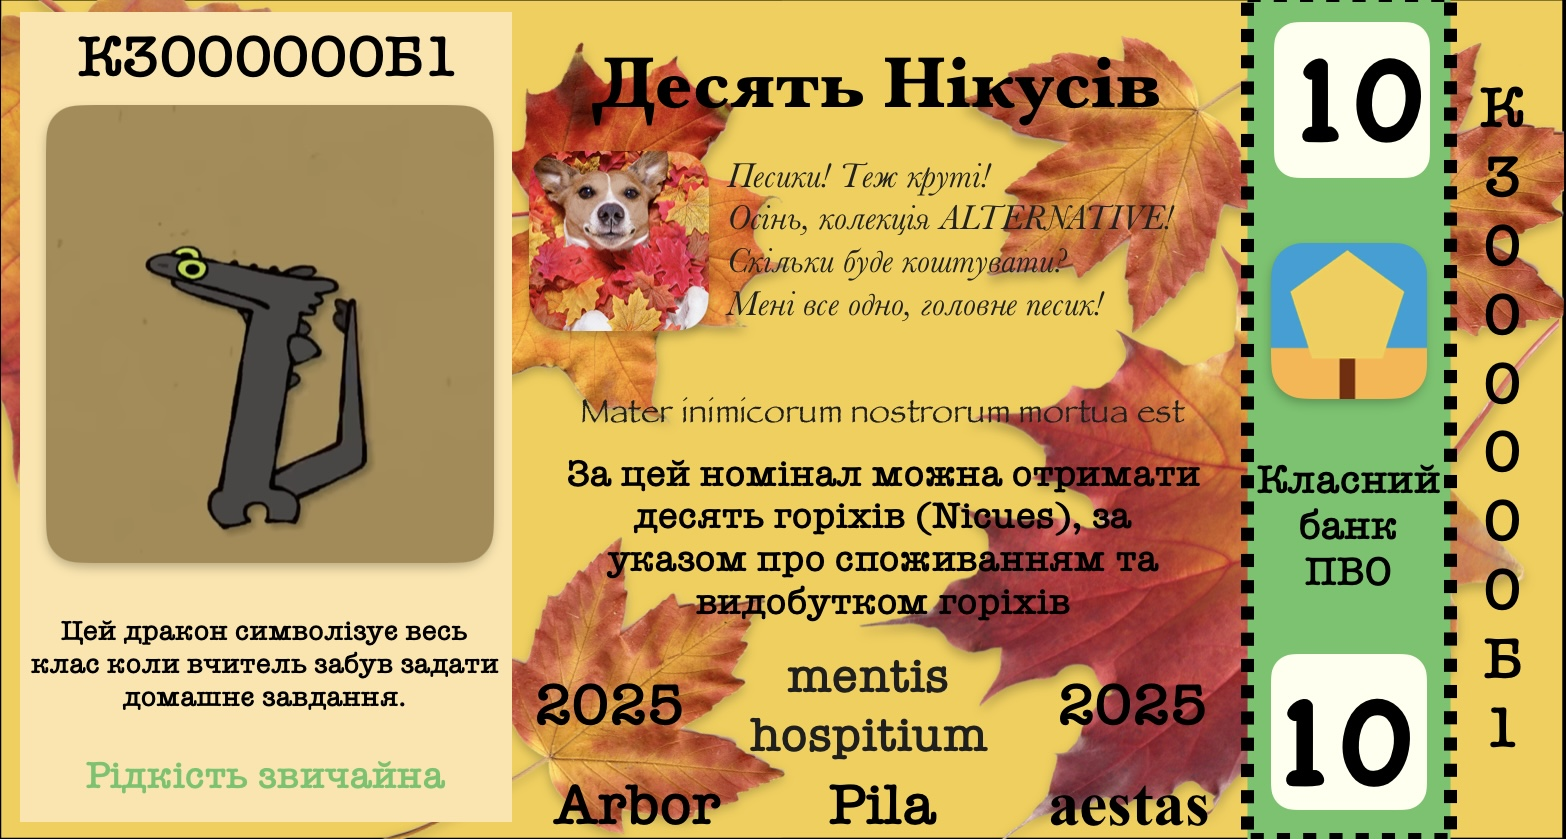 К3000000Б1
Цей дракон символізує весь
клас коли вчитель забув задати
домашнє завдання.
Рідкість звичайна
Десять Нікусів
Песики! Теж круті!
Осінь, колекція ALTERNATIVE!
Скільки буде коштувати?
Мені все одно, головне песик!
Mater inimicorum nostrorum mortua est
За цей номінал можна отримати
десять горіхів (Nicues), за
указом про споживанням та
видобутком горіхів
mentis
hospitium
2025
2025
Arbor
Pila
aestas
10
Класний
банк
ПВО
10
К3000000Б1